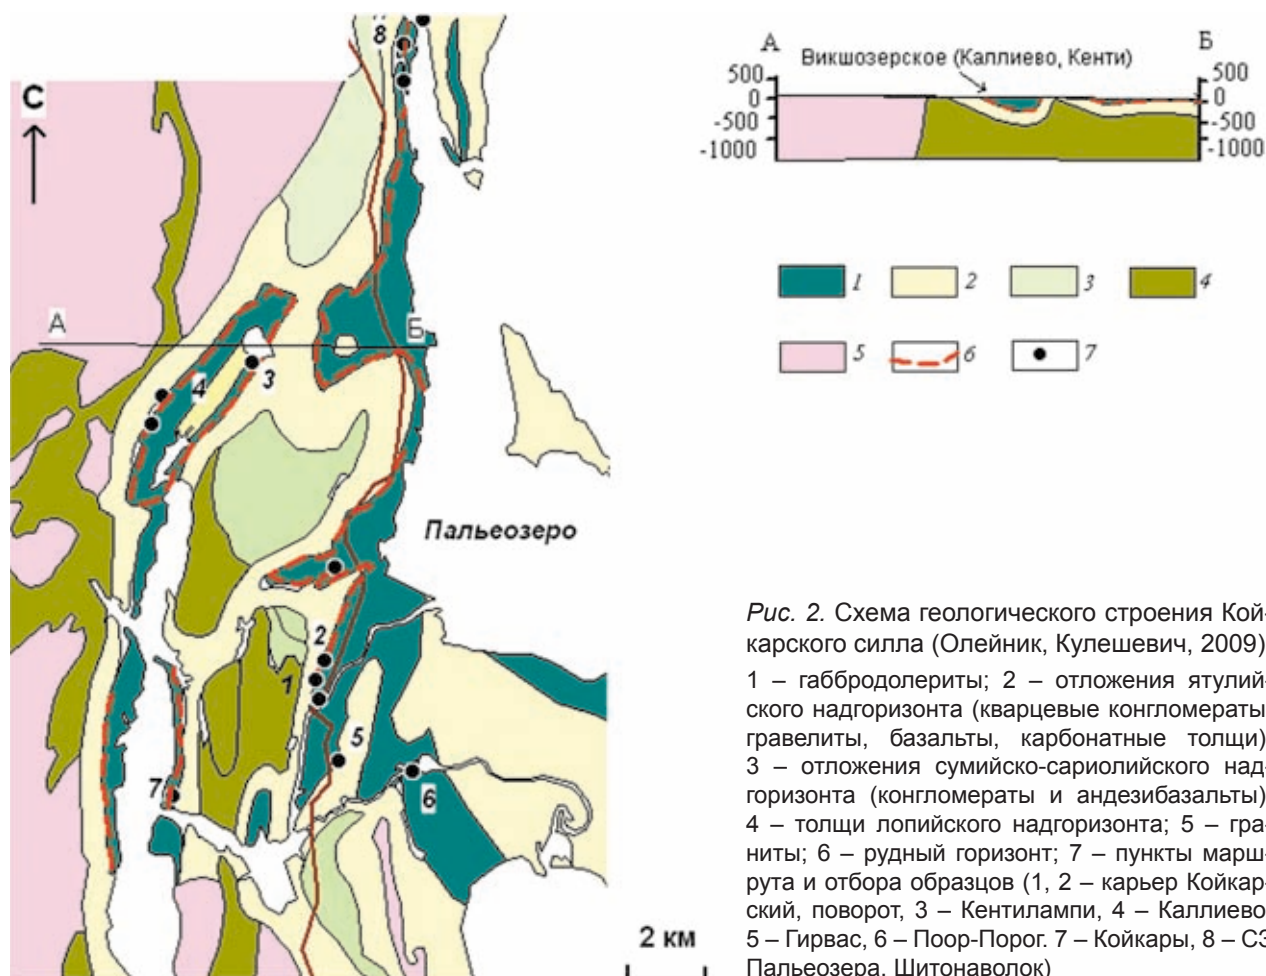 8
С
А
Б
3
4
Пальеозеро
2
1
5
7
6
2 км
А
Б
Викшозерское (Каллиево, Кенти)
500
500
0
0
-500
-500
-1000
-1000
1 2 3 4
5 6 7
Рис. 2. Схема геологического строения Кой-
карского силла (Олейник, Кулешевич, 2009)
1 – габбродолериты; 2 – отложения ятулий-
ского надгоризонта (кварцевые конгломераты
гравелиты, базальты, карбонатные толщи)
3 – отложения сумийско-сариолийского над-
горизонта (конгломераты и андезибазальты)
4 – толщи лопийского надгоризонта; 5 – гра-
ниты; 6 – рудный горизонт; 7 – пункты марш-
рута и отбора образцов (1, 2 – карьер Койкар-
ский, поворот, 3 – Кентилампи, 4 – Каллиево
5 – Гирвас, 6 – Поор-Порог. 7 – Койкары, 8 – СЗ
Пальеозера, Шитонаволок)